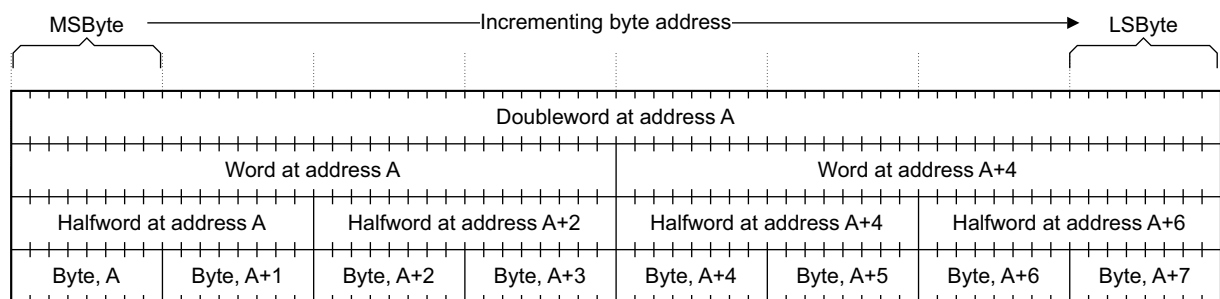 MSByte Incrementing byte address LSByte
Doubleword at address A
Word at address A Word at address A+4
Halfword at address A Halfword at address A+2 Halfword at address A+4 Halfword at address A+6
Byte, A Byte, A+1 Byte, A+2 Byte, A+3 Byte, A+4 Byte, A+5 Byte, A+6 Byte, A+7